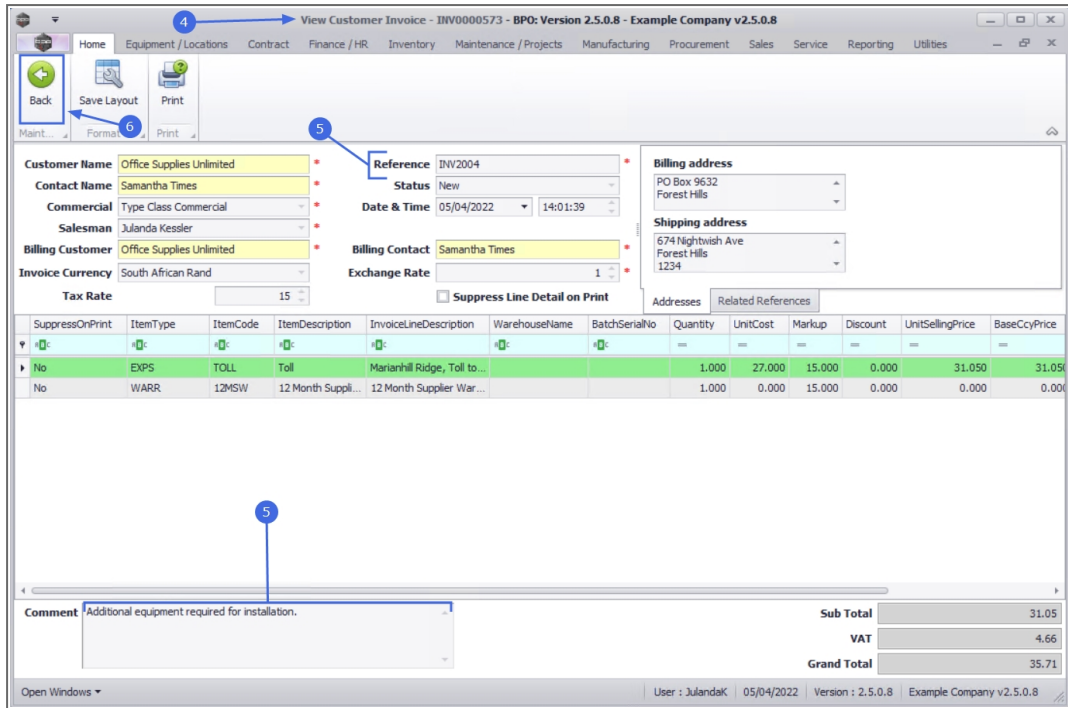 4
View Customer Invoice - INV0000573 - BPO: Version 2.5.0.8 - Example Company v2.5.0.8
Home Equipment / Locations Contract Finance / HR Inventory Maintenance / Projects Manufacturing Procurement Sales Service Reporting Utilities
Back Save Layout Print
6
Maint... Format Print
5
Customer Name Office Supplies Unlimited * Reference INV2004 * Billing address
Contact Name Samantha Times * Status New PO Box 9632
Forest Hills
Commercial Type Class Commercial * Date & Time 05/04/2022 14:01:39
Salesman Julanda Kessler * Shipping address
Billing Customer Office Supplies Unlimited * Billing Contact Samantha Times * 674 Nightwish Ave
Forest Hills
Invoice Currency South African Rand Exchange Rate 1 * 1234
Tax Rate 15 Suppress Line Detail on Print Addresses Related References
SuppressOnPrint ItemType ItemCode ItemDescription InvoiceLineDescription WarehouseName BatchSerialNo Quantity UnitCost Markup Discount UnitSellingPrice BaseCcyPrice
= = = = = =
No EXPS TOLL Toll Marianhill Ridge, Toll to... 1.000 27.000 15.000 0.000 31.050 31.050
No WARR 12MSW 12 Month Suppli... 12 Month Supplier War... 1.000 0.000 15.000 0.000 0.000 0.000
5
Comment Additional equipment required for installation. Sub Total 31.05
VAT 4.66
Grand Total 35.71
Open Windows User : JulandaK 05/04/2022 Version : 2.5.0.8 Example Company v2.5.0.8